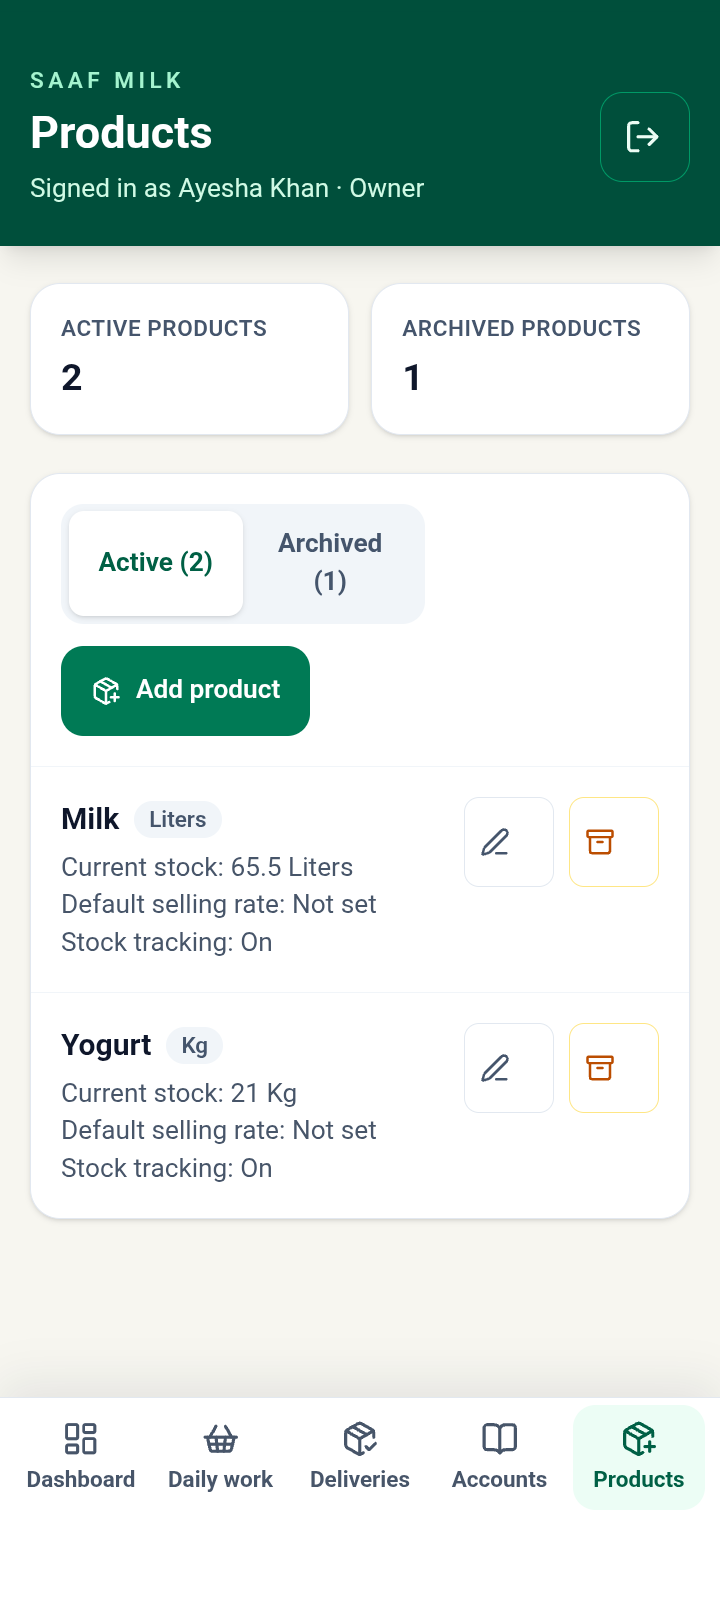 SAAF MILK
Products
Signed in as Ayesha Khan · Owner
ACTIVE PRODUCTS
2
ARCHIVED PRODUCTS
1
Active (2)
Archived
(1)
Add product
Milk Liters
Current stock: 65.5 Liters
Default selling rate: Not set
Stock tracking: On
Yogurt Kg
Current stock: 21 Kg
Default selling rate: Not set
Stock tracking: On
Dashboard Daily work Deliveries Accounts Products